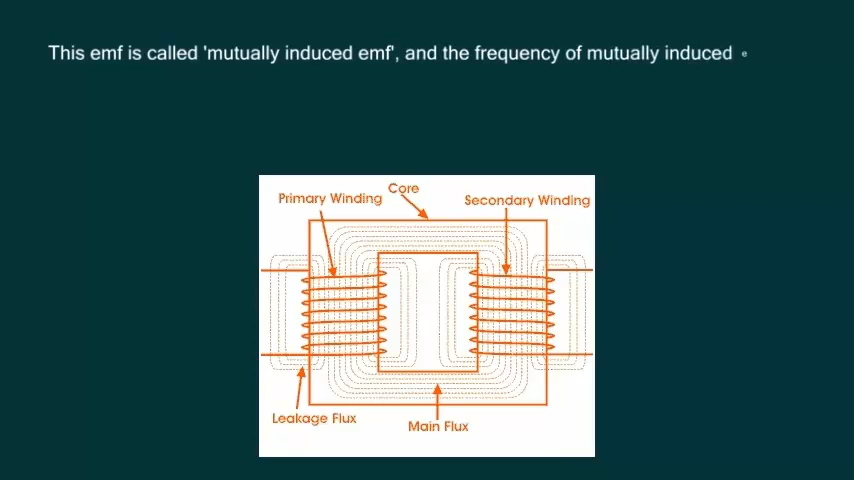 This emf is called 'mutually induced emf', and the frequency of mutually induced e
Core
Primary Winding
Secondary Winding
Leakage Flux
Main Flux